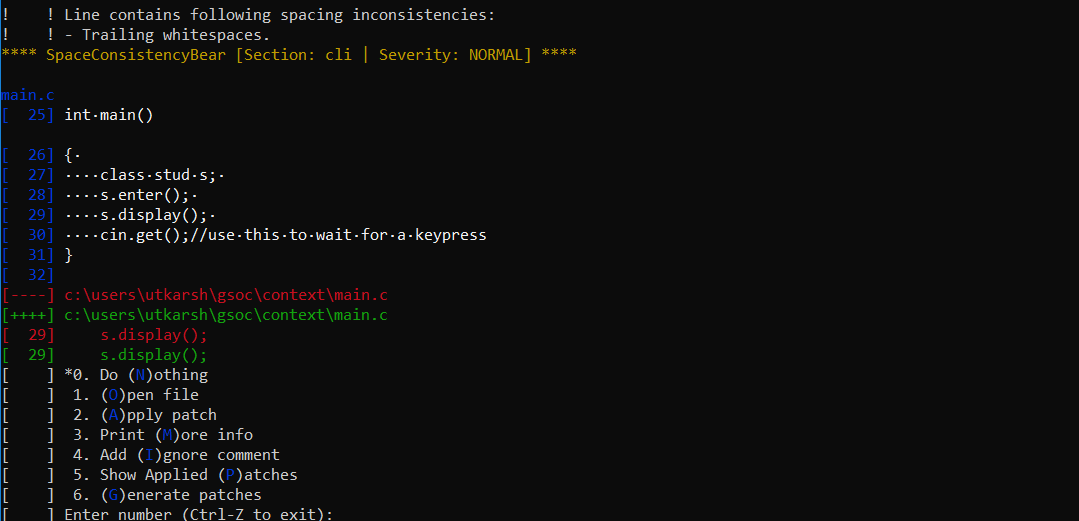 !    ! Line contains following spacing inconsistencies:
!    ! - Trailing whitespaces.
**** SpaceConsistencyBear [Section: cli | Severity: NORMAL] ****
main.c
[  25] int·main()
[  26] {·
[  27] ····class·stud·s;·
[  28] ····s.enter();·
[  29] ····s.display();·
[  30] ····cin.get();//use·this·to·wait·for·a·keypress
[  31] }
[  32]
[----] c:\users\utkarsh\gsoc\context\main.c
[++++] c:\users\utkarsh\gsoc\context\main.c
[  29]     s.display();
[  29]     s.display();
[    ] *0. Do (N)othing
[    ]  1. (O)pen file
[    ]  2. (A)pply patch
[    ]  3. Print (M)ore info
[    ]  4. Add (I)gnore comment
[    ]  5. Show Applied (P)atches
[    ]  6. (G)enerate patches
[    ] Enter number (Ctrl-Z to exit):